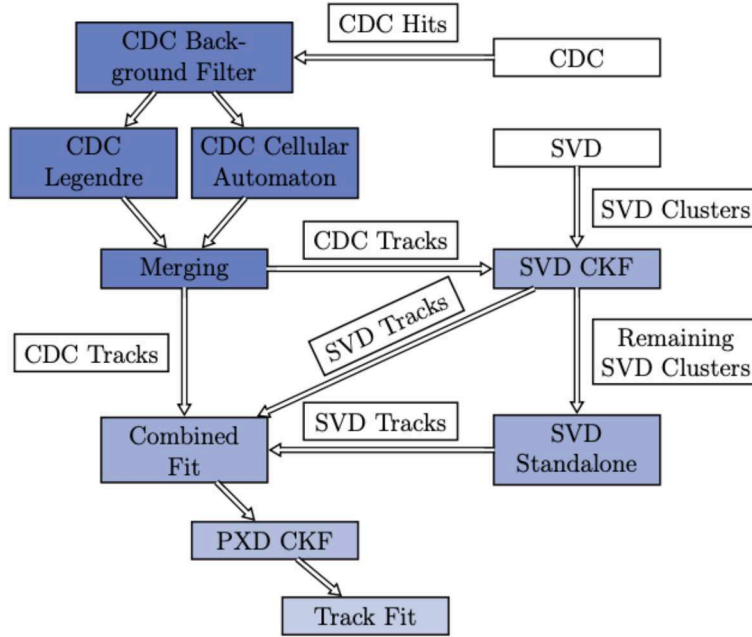 CDC Back-
ground Filter
CDC Hits
CDC
CDC
Legendre
CDC Cellular
Automaton
SVD
SVD Clusters
Merging
CDC Tracks
SVD CKF
CDC Tracks
SVD Tracks
Remaining
SVD Clusters
Combined
Fit
SVD Tracks
SVD
Standalone
PXD CKF
Track Fit